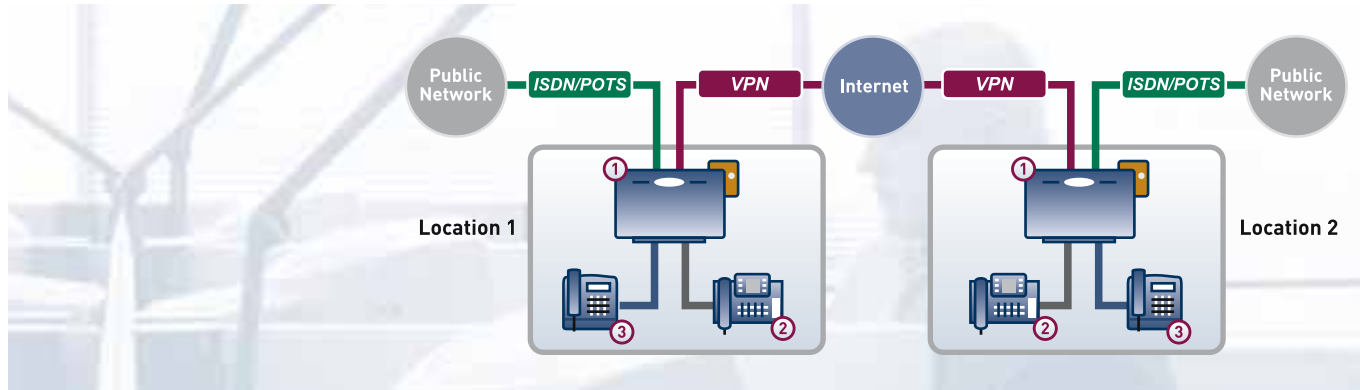 Public
Network
ISDN/POTS
VPN
Internet
VPN
ISDN/POTS
Public
Network
1
1
Location 1
Location 2
3
2
2
3